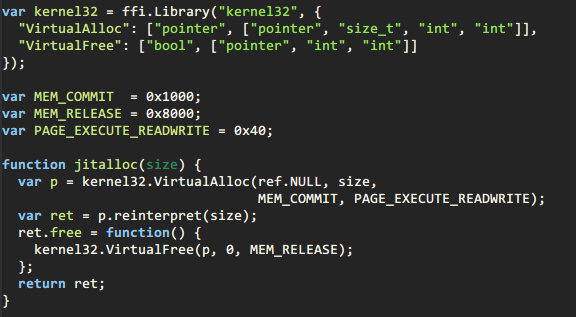 var kernel32 = ffi.Library("kernel32", {
  "VirtualAlloc": ["pointer", ["pointer", "size_t", "int", "int"]],
  "VirtualFree": ["bool", ["pointer", "int", "int"]]
});

var MEM_COMMIT  = 0x1000;
var MEM_RELEASE = 0x8000;
var PAGE_EXECUTE_READWRITE = 0x40;

function jitalloc(size) {
  var p = kernel32.VirtualAlloc(ref.NULL, size,
                                MEM_COMMIT, PAGE_EXECUTE_READWRITE);
  var ret = p.reinterpret(size);
  ret.free = function() {
    kernel32.VirtualFree(p, 0, MEM_RELEASE);
  };
  return ret;
}